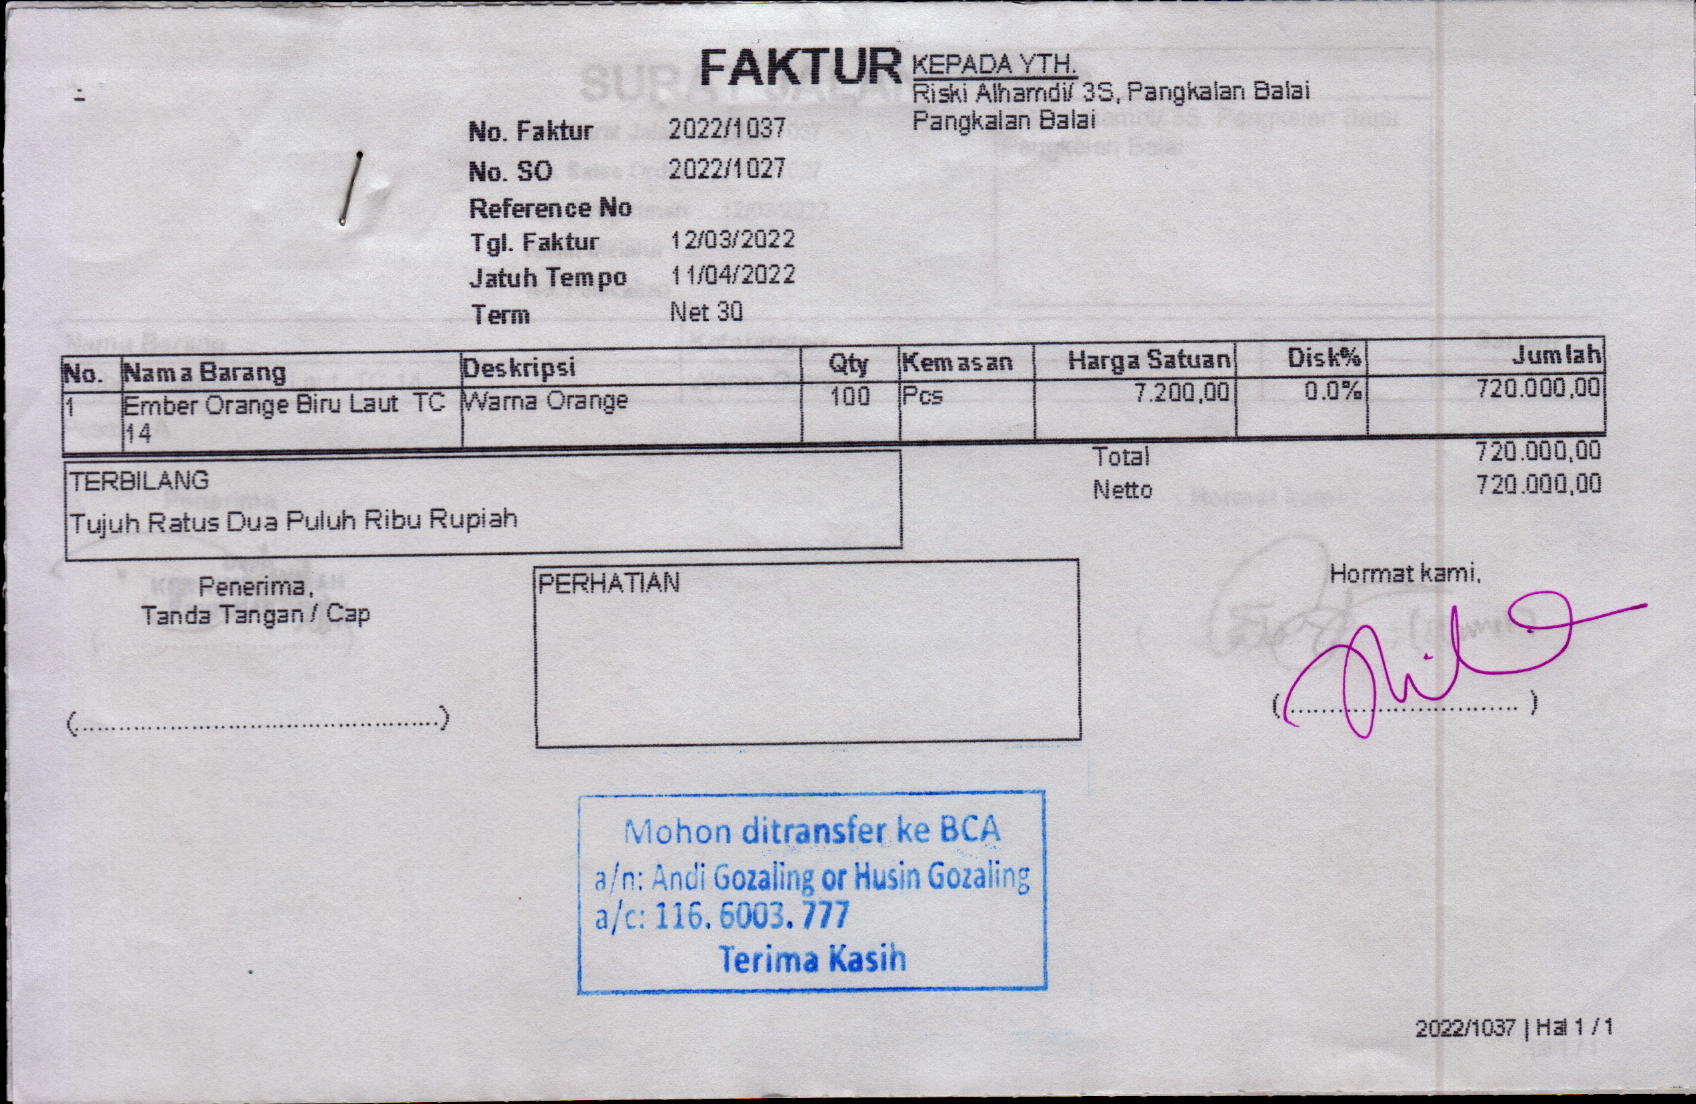 FAKTUR
KEPADA YTH.
Riski Alhamdi/ 3S, Pangkalan Balai
Pangkalan Balai
No. Faktur 2022/1037
No. SO 2022/1027
Reference No
Tgl. Faktur 12/03/2022
Jatuh Tempo 11/04/2022
Term Net 30
No. Nama Barang Deskripsi Qty Kemasan Harga Satuan Disk% Jumlah
1 Ember Orange Biru Laut TC Warna Orange 100 Pcs 7.200,00 0.0% 720.000,00
14
Total 720.000,00
Netto 720.000,00
TERBILANG
Tujuh Ratus Dua Puluh Ribu Rupiah
Penerima,
Tanda Tangan / Cap
(..........................................)
PERHATIAN
Hormat kami,
(............................)
Mohon ditransfer ke BCA
a/n: Andi Gozaling or Husin Gozaling
a/c: 116. 6003. 777
Terima Kasih
2022/1037 | Hal 1 / 1